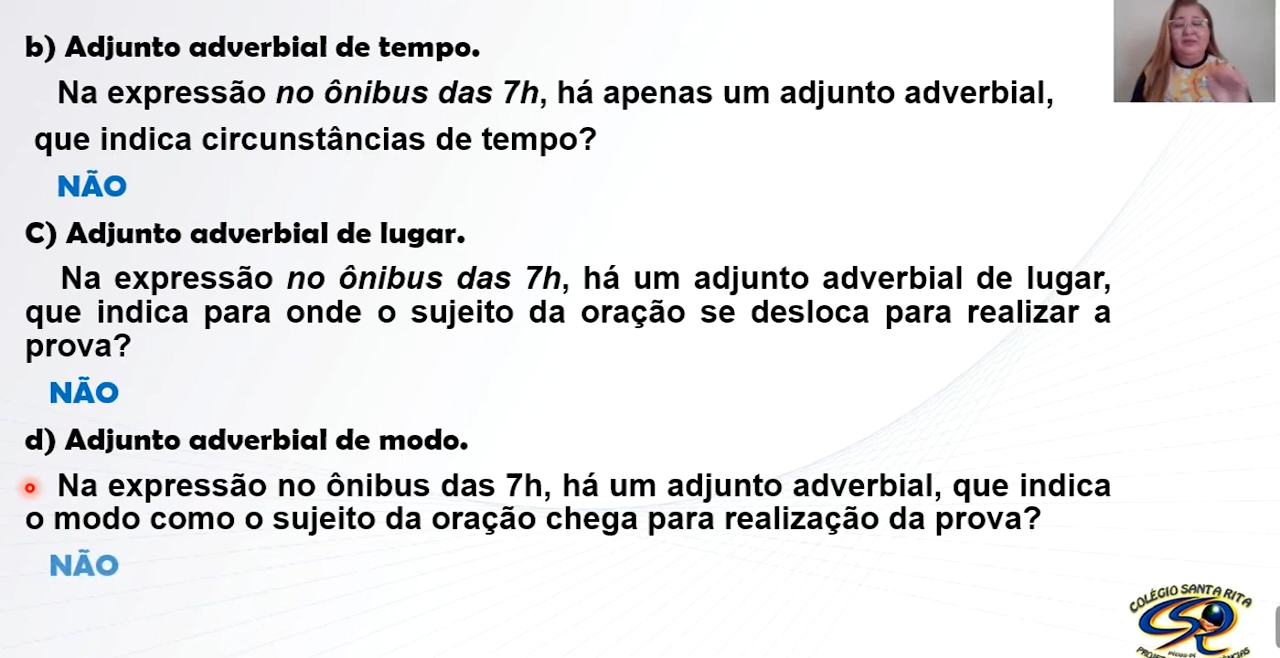 b) Adjunto adverbial de tempo.
Na expressão no ônibus das 7h, há apenas um adjunto adverbial,
que indica circunstâncias de tempo?
NÃO
C) Adjunto adverbial de lugar.
Na expressão no ônibus das 7h, há um adjunto adverbial de lugar,
que indica para onde o sujeito da oração se desloca para realizar a
prova?
NÃO
d) Adjunto adverbial de modo.
Na expressão no ônibus das 7h, há um adjunto adverbial, que indica
o modo como o sujeito da oração chega para realização da prova?
NÃO
COLÉGIO SANTA RITA